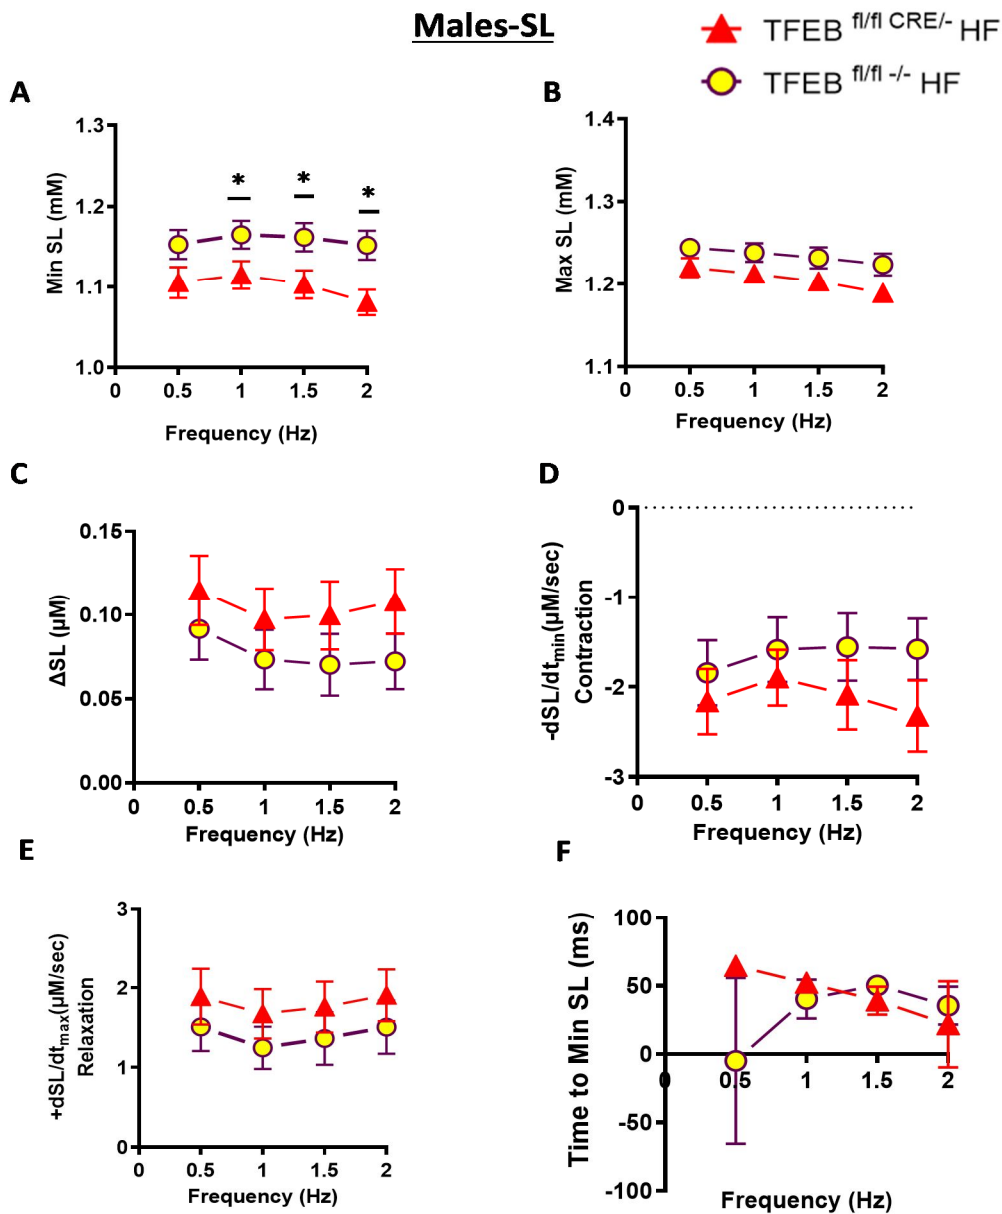 Males-SL
TFEB fl/fl CRE/- HF
TFEB fl/fl -/- HF
A
Min SL (mM)
1.3
1.2
1.1
1.0
*
*
*
0
0.5
1
1.5
2
Frequency (Hz)
B
Max SL (mM)
1.4
1.3
1.2
1.1
0
0.5
1
1.5
2
Frequency (Hz)
C
ΔSL (μM)
0.15
0.10
0.05
0.00
0
0.5
1
1.5
2
Frequency (Hz)
D
-dSL/dtmin(μM/sec)
Contraction
0
-1
-2
-3
0
0.5
1
1.5
2
Frequency (Hz)
E
+dSL/dtmax(μM/sec)
Relaxation
3
2
1
0
0
0.5
1
1.5
2
Frequency (Hz)
F
Time to Min SL (ms)
100
50
0
-50
-100
0
0.5
1
1.5
2
Frequency (Hz)